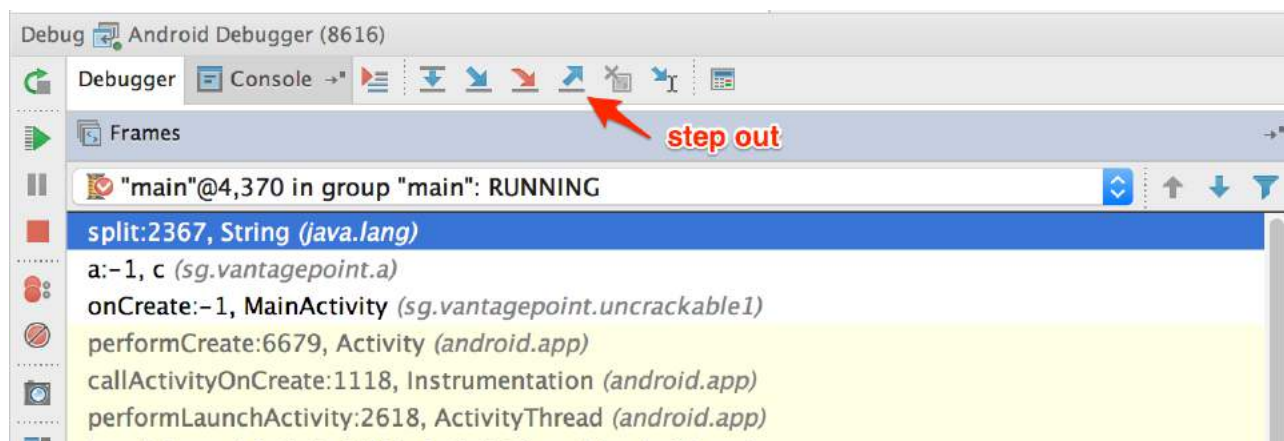 Debug Android Debugger (8616)
Debugger Console
step out
Frames
"main"@4,370 in group "main": RUNNING
split:2367, String (java.lang)
a:-1, c (sg.vantagepoint.a)
onCreate:-1, MainActivity (sg.vantagepoint.uncrackable1)
performCreate:6679, Activity (android.app)
callActivityOnCreate:1118, Instrumentation (android.app)
performLaunchActivity:2618, ActivityThread (android.app)